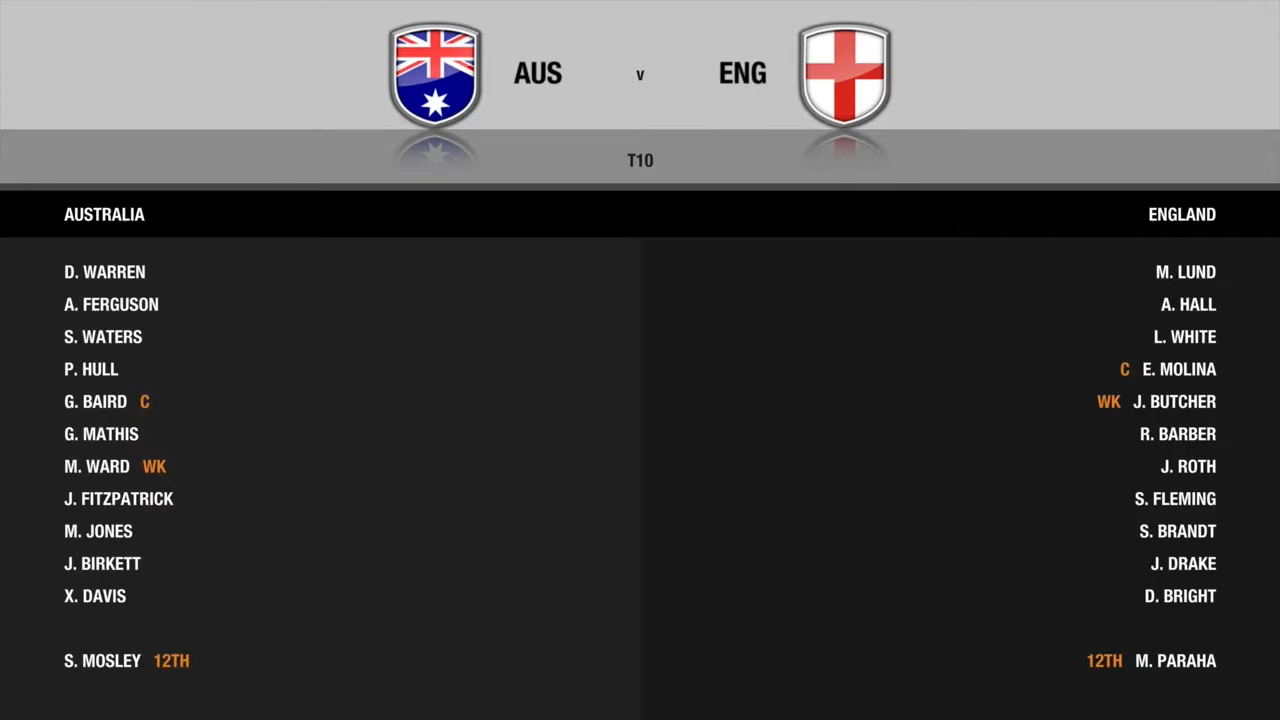 AUS v ENG
T10
AUSTRALIA ENGLAND
D. WARREN M. LUND
A. FERGUSON A. HALL
S. WATERS L. WHITE
P. HULL C E. MOLINA
G. BAIRD C WK J. BUTCHER
G. MATHIS R. BARBER
M. WARD WK J. ROTH
J. FITZPATRICK S. FLEMING
M. JONES S. BRANDT
J. BIRKETT J. DRAKE
X. DAVIS D. BRIGHT
S. MOSLEY 12TH 12TH M. PARAHA